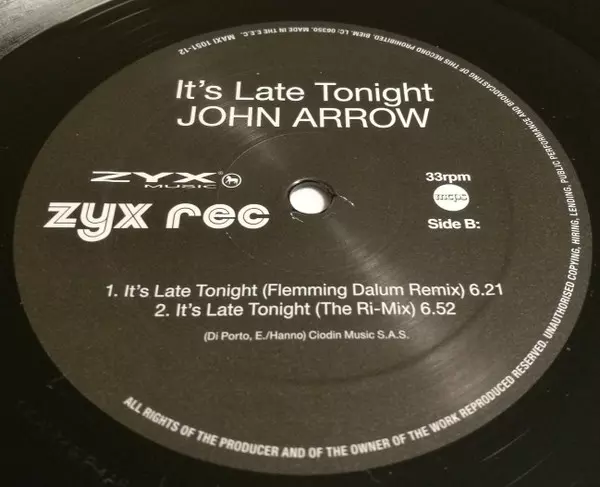 It's Late Tonight
JOHN ARROW
ZYX®
MUSIC
zyx rec
33rpm
mcps
Side B:
1. It's Late Tonight (Flemming Dalum Remix) 6.21
2. It's Late Tonight (The Ri-Mix) 6.52
(Di Porto, E./Hanno) Ciodin Music S.A.S.
ALL RIGHTS OF THE PRODUCER AND OF THE OWNER OF THE WORK REPRODUCED RESERVED. UNAUTHORISED COPYING, HIRING, LENDING, PUBLIC PERFORMANCE AND BROADCASTING OF THIS RECORD PROHIBITED. BIEM. LC: 06350. MADE IN THE E.E.C. MAXI 1051-12